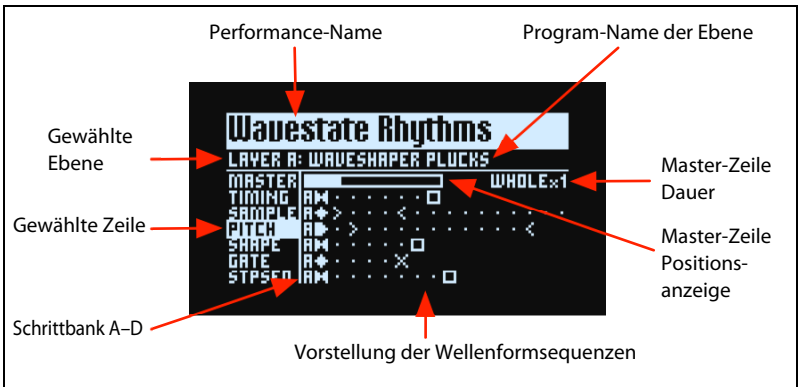 Performance-Name
Program-Name der Ebene
Wavestate Rhythms
Gewählte
Ebene
LAYER A: WAVESHAPER PLUCKS
Master-Zeile
Dauer
MASTER WHOLEx1
TIMING A
SAMPLE A
Gewählte Zeile
PITCH A
SHAPE A
GATE A
STPSEQ A
Master-Zeile
Positions-
anzeige
Schrittbank A–D
Vorstellung der Wellenformsequenzen